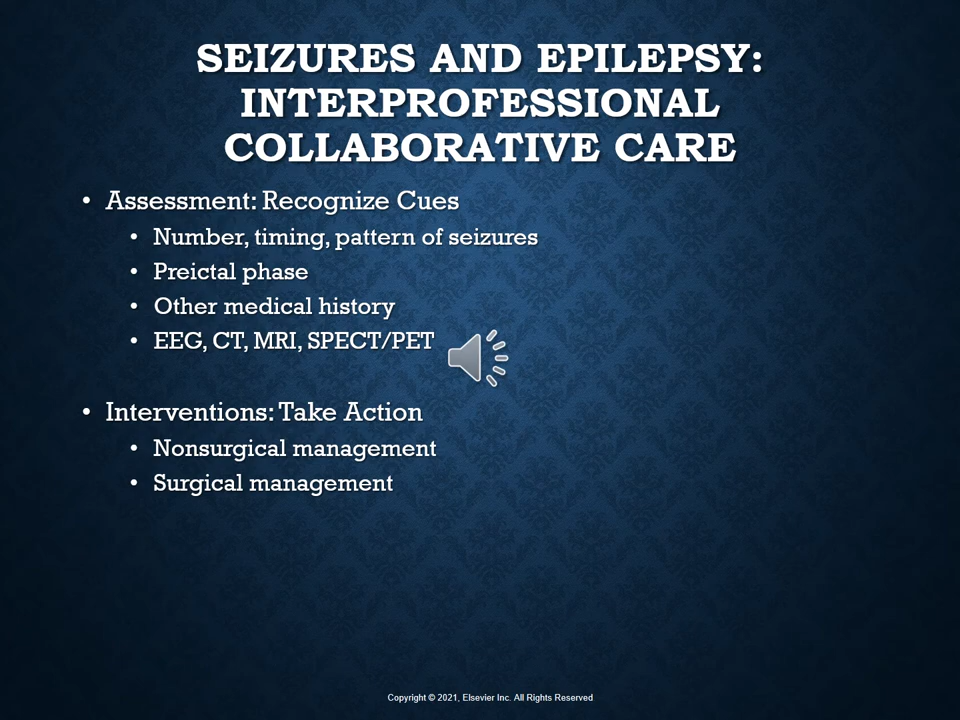 SEIZURES AND EPILEPSY:
INTERPROFESSIONAL
COLLABORATIVE CARE
• Assessment: Recognize Cues
• Number, timing, pattern of seizures
• Preictal phase
• Other medical history
• EEG, CT, MRI, SPECT/PET
• Interventions: Take Action
• Nonsurgical management
• Surgical management
Copyright © 2021, Elsevier Inc. All Rights Reserved